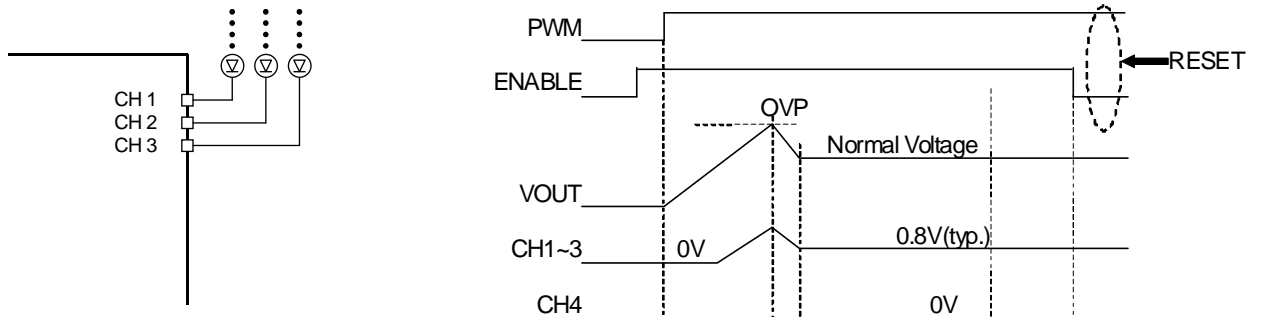 CH 1
CH 2
CH 3
PWM
RESET
ENABLE
OVP
Normal Voltage
VOUT
CH1~3 0V 0.8V(typ.)
CH4 0V